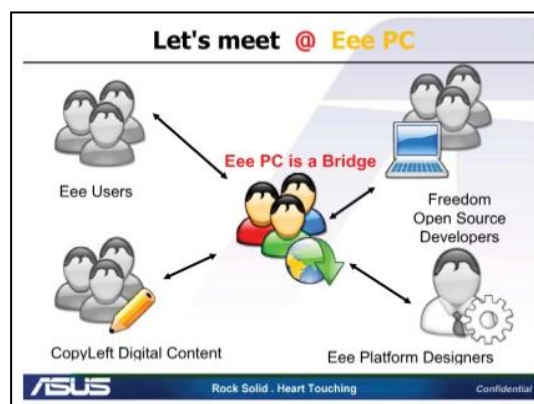 Let's meet @ Eee PC
Eee PC is a Bridge
Eee Users
Freedom
Open Source
Developers
CopyLeft Digital Content
Eee Platform Designers
ASUS
Rock Solid . Heart Touching
Confidential